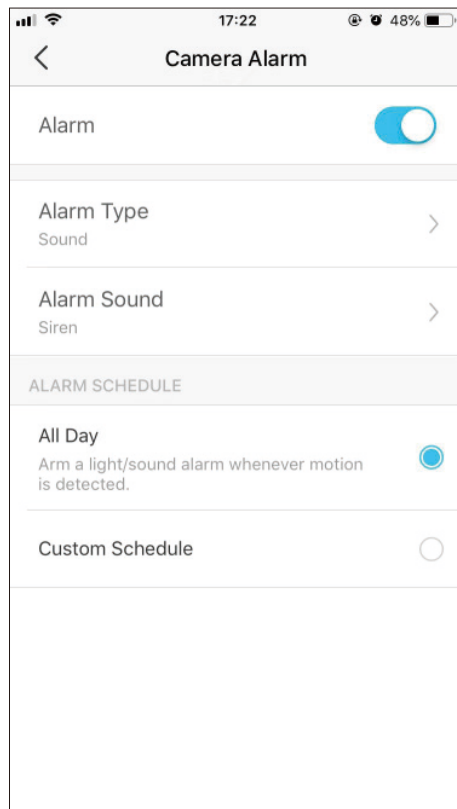 17:22 48%
Camera Alarm
Alarm
Alarm Type
Sound
Alarm Sound
Siren
ALARM SCHEDULE
All Day
Arm a light/sound alarm whenever motion
is detected.
Custom Schedule